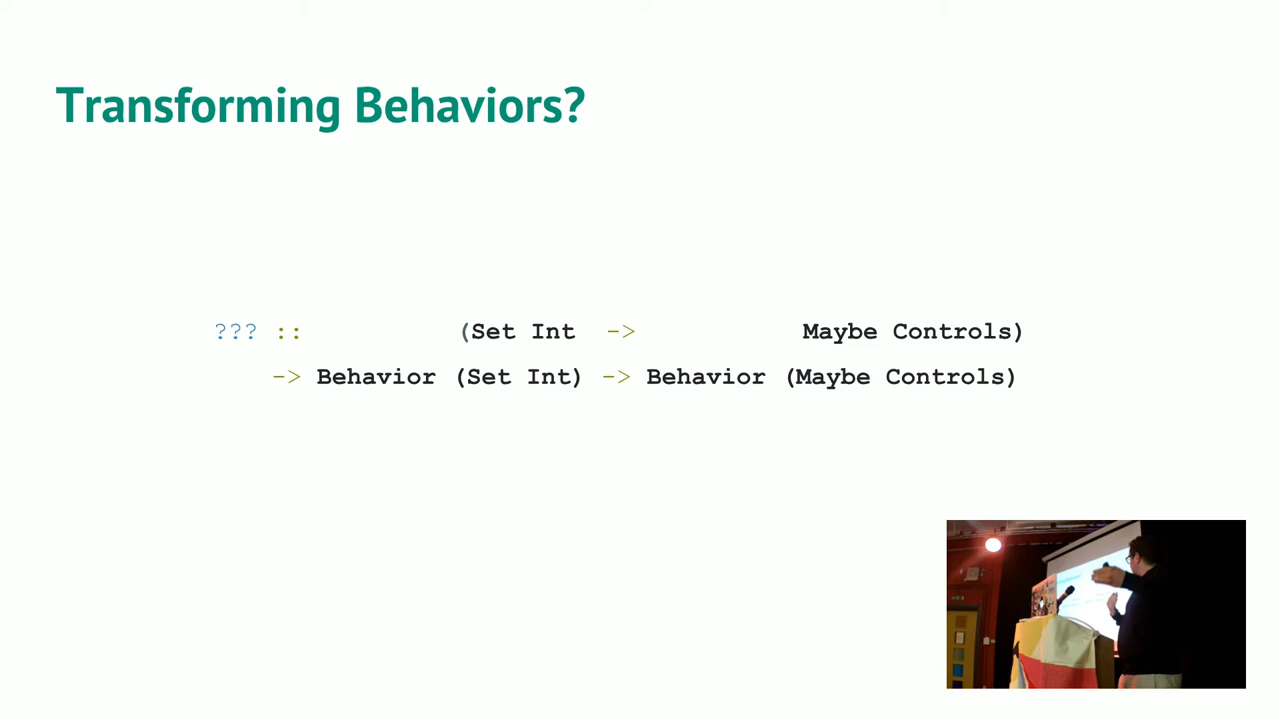 Transforming Behaviors?
??? :: (Set Int -> Maybe Controls)
-> Behavior (Set Int) -> Behavior (Maybe Controls)